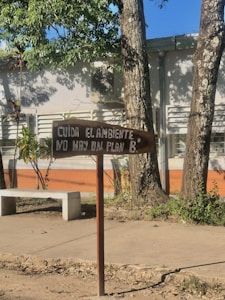 CUIDA EL AMBIENTE
NO HAY UN PLAN B